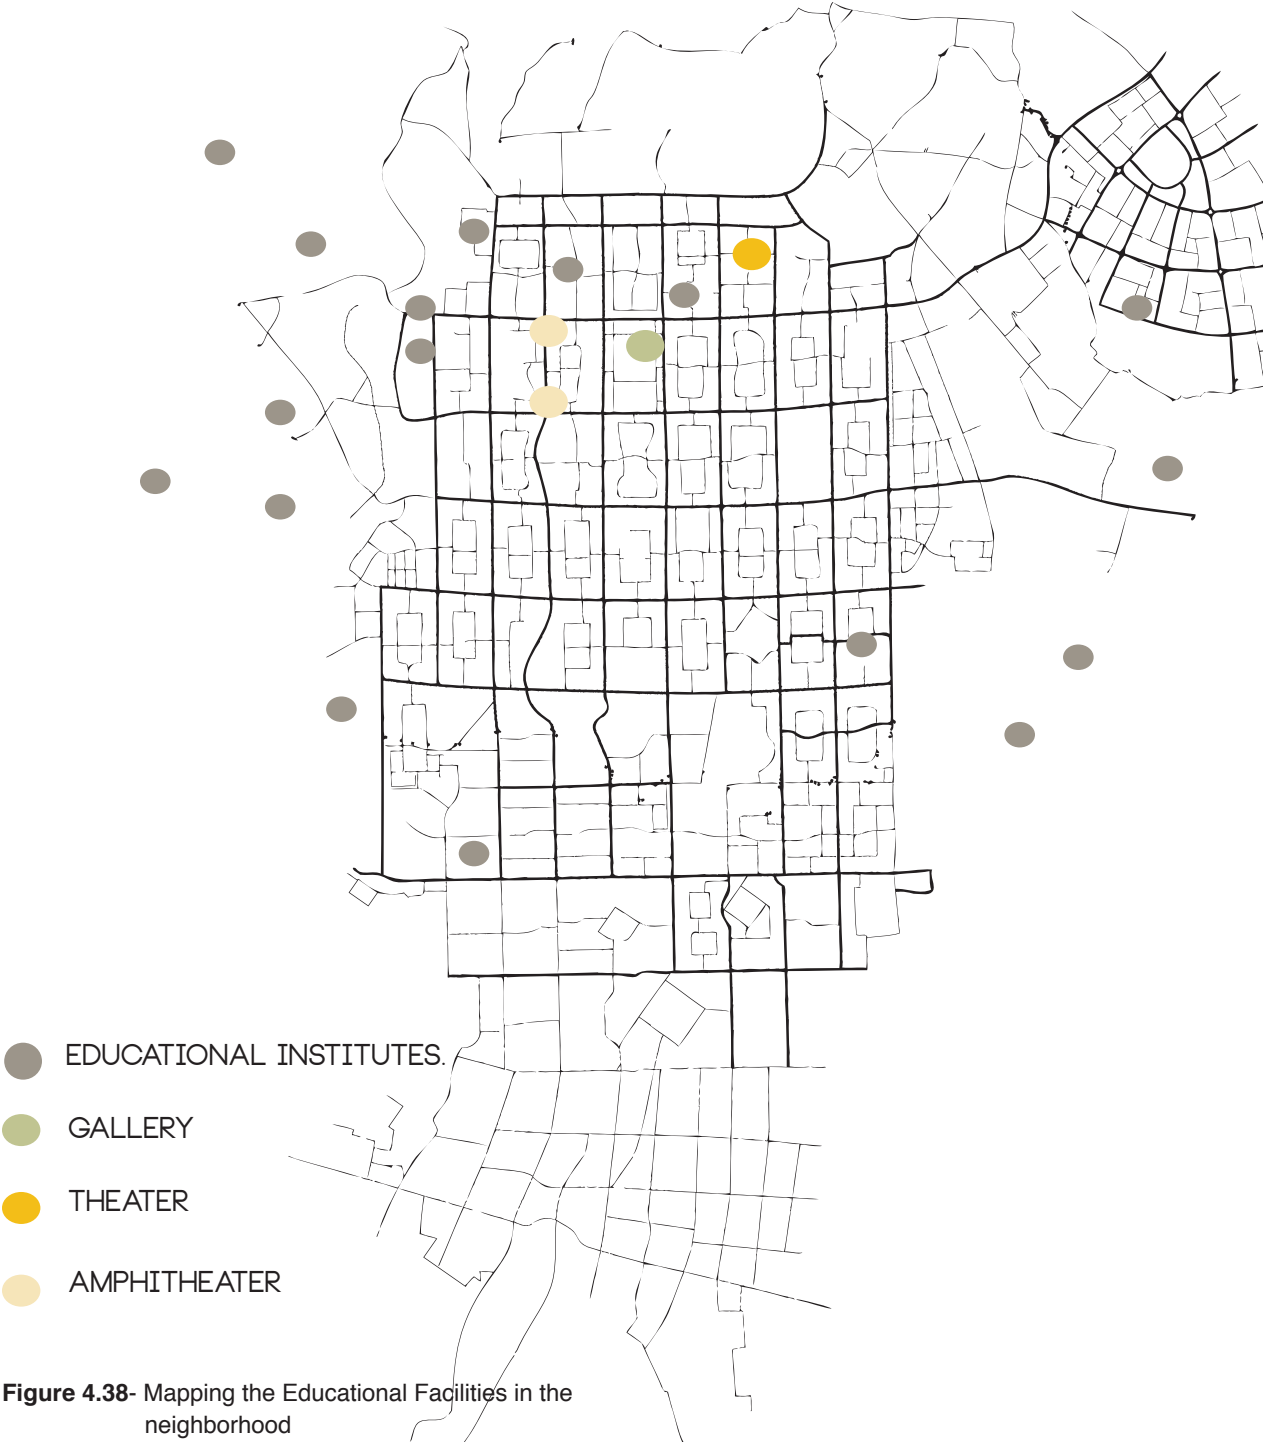 EDUCATIONAL INSTITUTES.
GALLERY
THEATER
AMPHITHEATER
Figure 4.38- Mapping the Educational Facilities in the
neighborhood